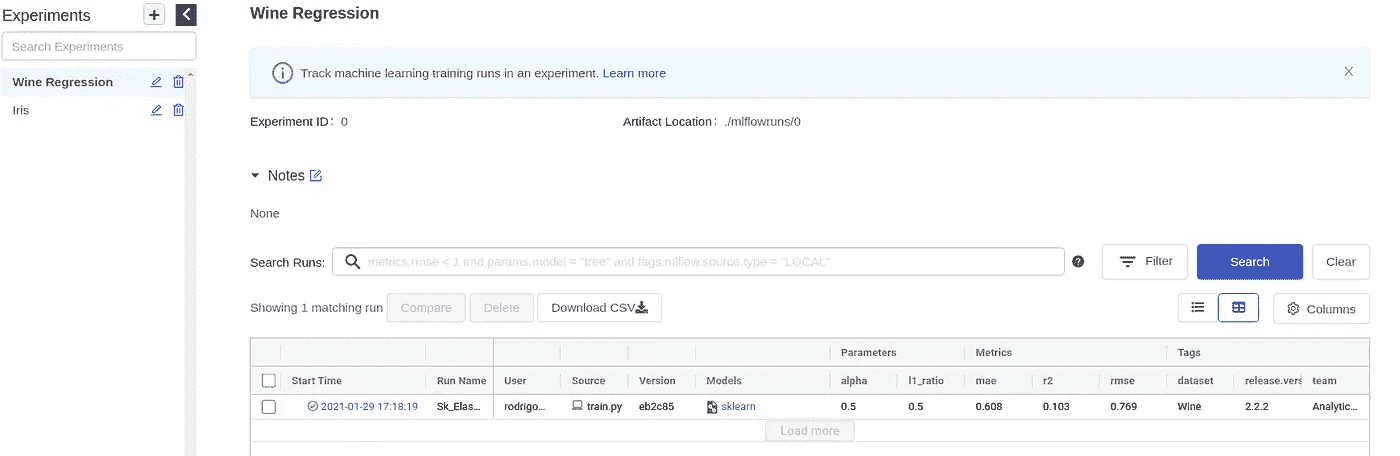 Experiments
Search Experiments
Wine Regression
Iris
Wine Regression
Track machine learning training runs in an experiment. Learn more
Experiment ID: 0 Artifact Location: ./mlflowruns/0
Notes
None
Search Runs: metrics.rmse < 1 and params.model = "tree" and tags.mlflow.source.type = "LOCAL" ? Filter Search Clear
Showing 1 matching run Compare Delete Download CSV Columns
Parameters Metrics Tags
Start Time Run Name User Source Version Models alpha l1_ratio mae r2 rmse dataset release.vers team
2021-01-29 17:18:19 Sk_Elas... rodrigo... train.py eb2c85 sklearn 0.5 0.5 0.608 0.103 0.769 Wine 2.2.2 Analytic...
Load more